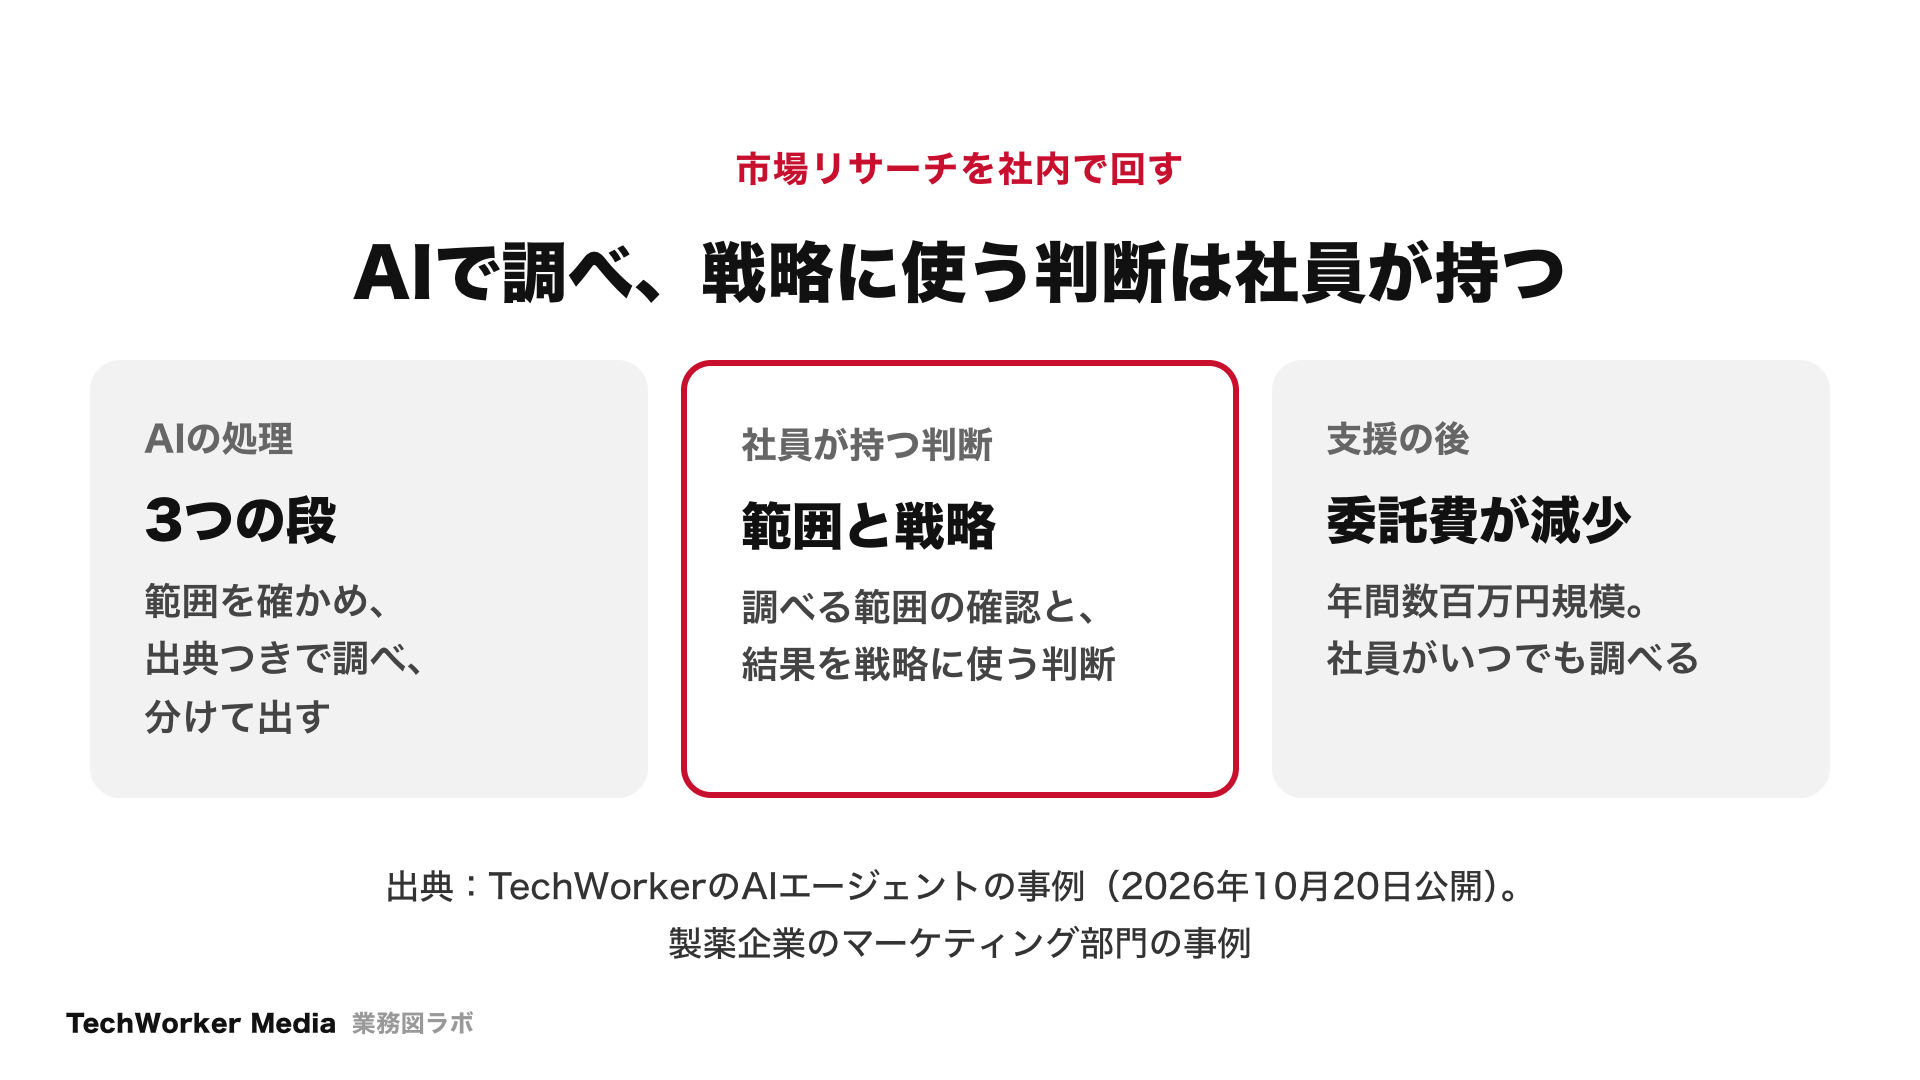 市場リサーチを社内で回す
AIで調べ、戦略に使う判断は社員が持つ
AIの処理
3つの段
範囲を確かめ、
出典つきで調べ、
分けて出す
社員が持つ判断
範囲と戦略
調べる範囲の確認と、
結果を戦略に使う判断
支援の後
委託費が減少
年間数百万円規模。
社員がいつでも調べる
出典：TechWorkerのAIエージェントの事例（2026年10月20日公開）。
製薬企業のマーケティング部門の事例
TechWorker Media 業務図ラボ